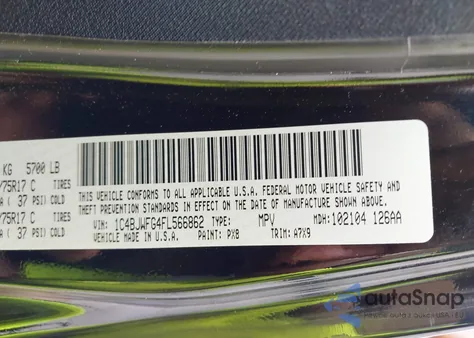 KG 5700 LB
/75R17 C TIRES
( 37 PSI) COLD
75R17 C TIRES
( 37 PSI) COLD
THIS VEHICLE CONFORMS TO ALL APPLICABLE U.S.A. FEDERAL MOTOR VEHICLE SAFETY AND
THEFT PREVENTION STANDARDS IN EFFECT ON THE DATE OF MANUFACTURE SHOWN ABOVE.
VIN: 1C4BJWFG4FL566862 TYPE: MPV MDH: 102104 126AA
VEHICLE MADE IN U.S.A. PAINT: PX8 TRIM: A7X9
autaSnap